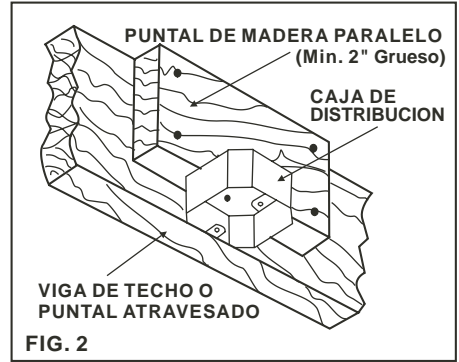 PUNTAL DE MADERA PARALELO
(Min. 2" Grueso)
CAJA DE
DISTRIBUCION
VIGA DE TECHO O
PUNTAL ATRAVESADO
FIG. 2